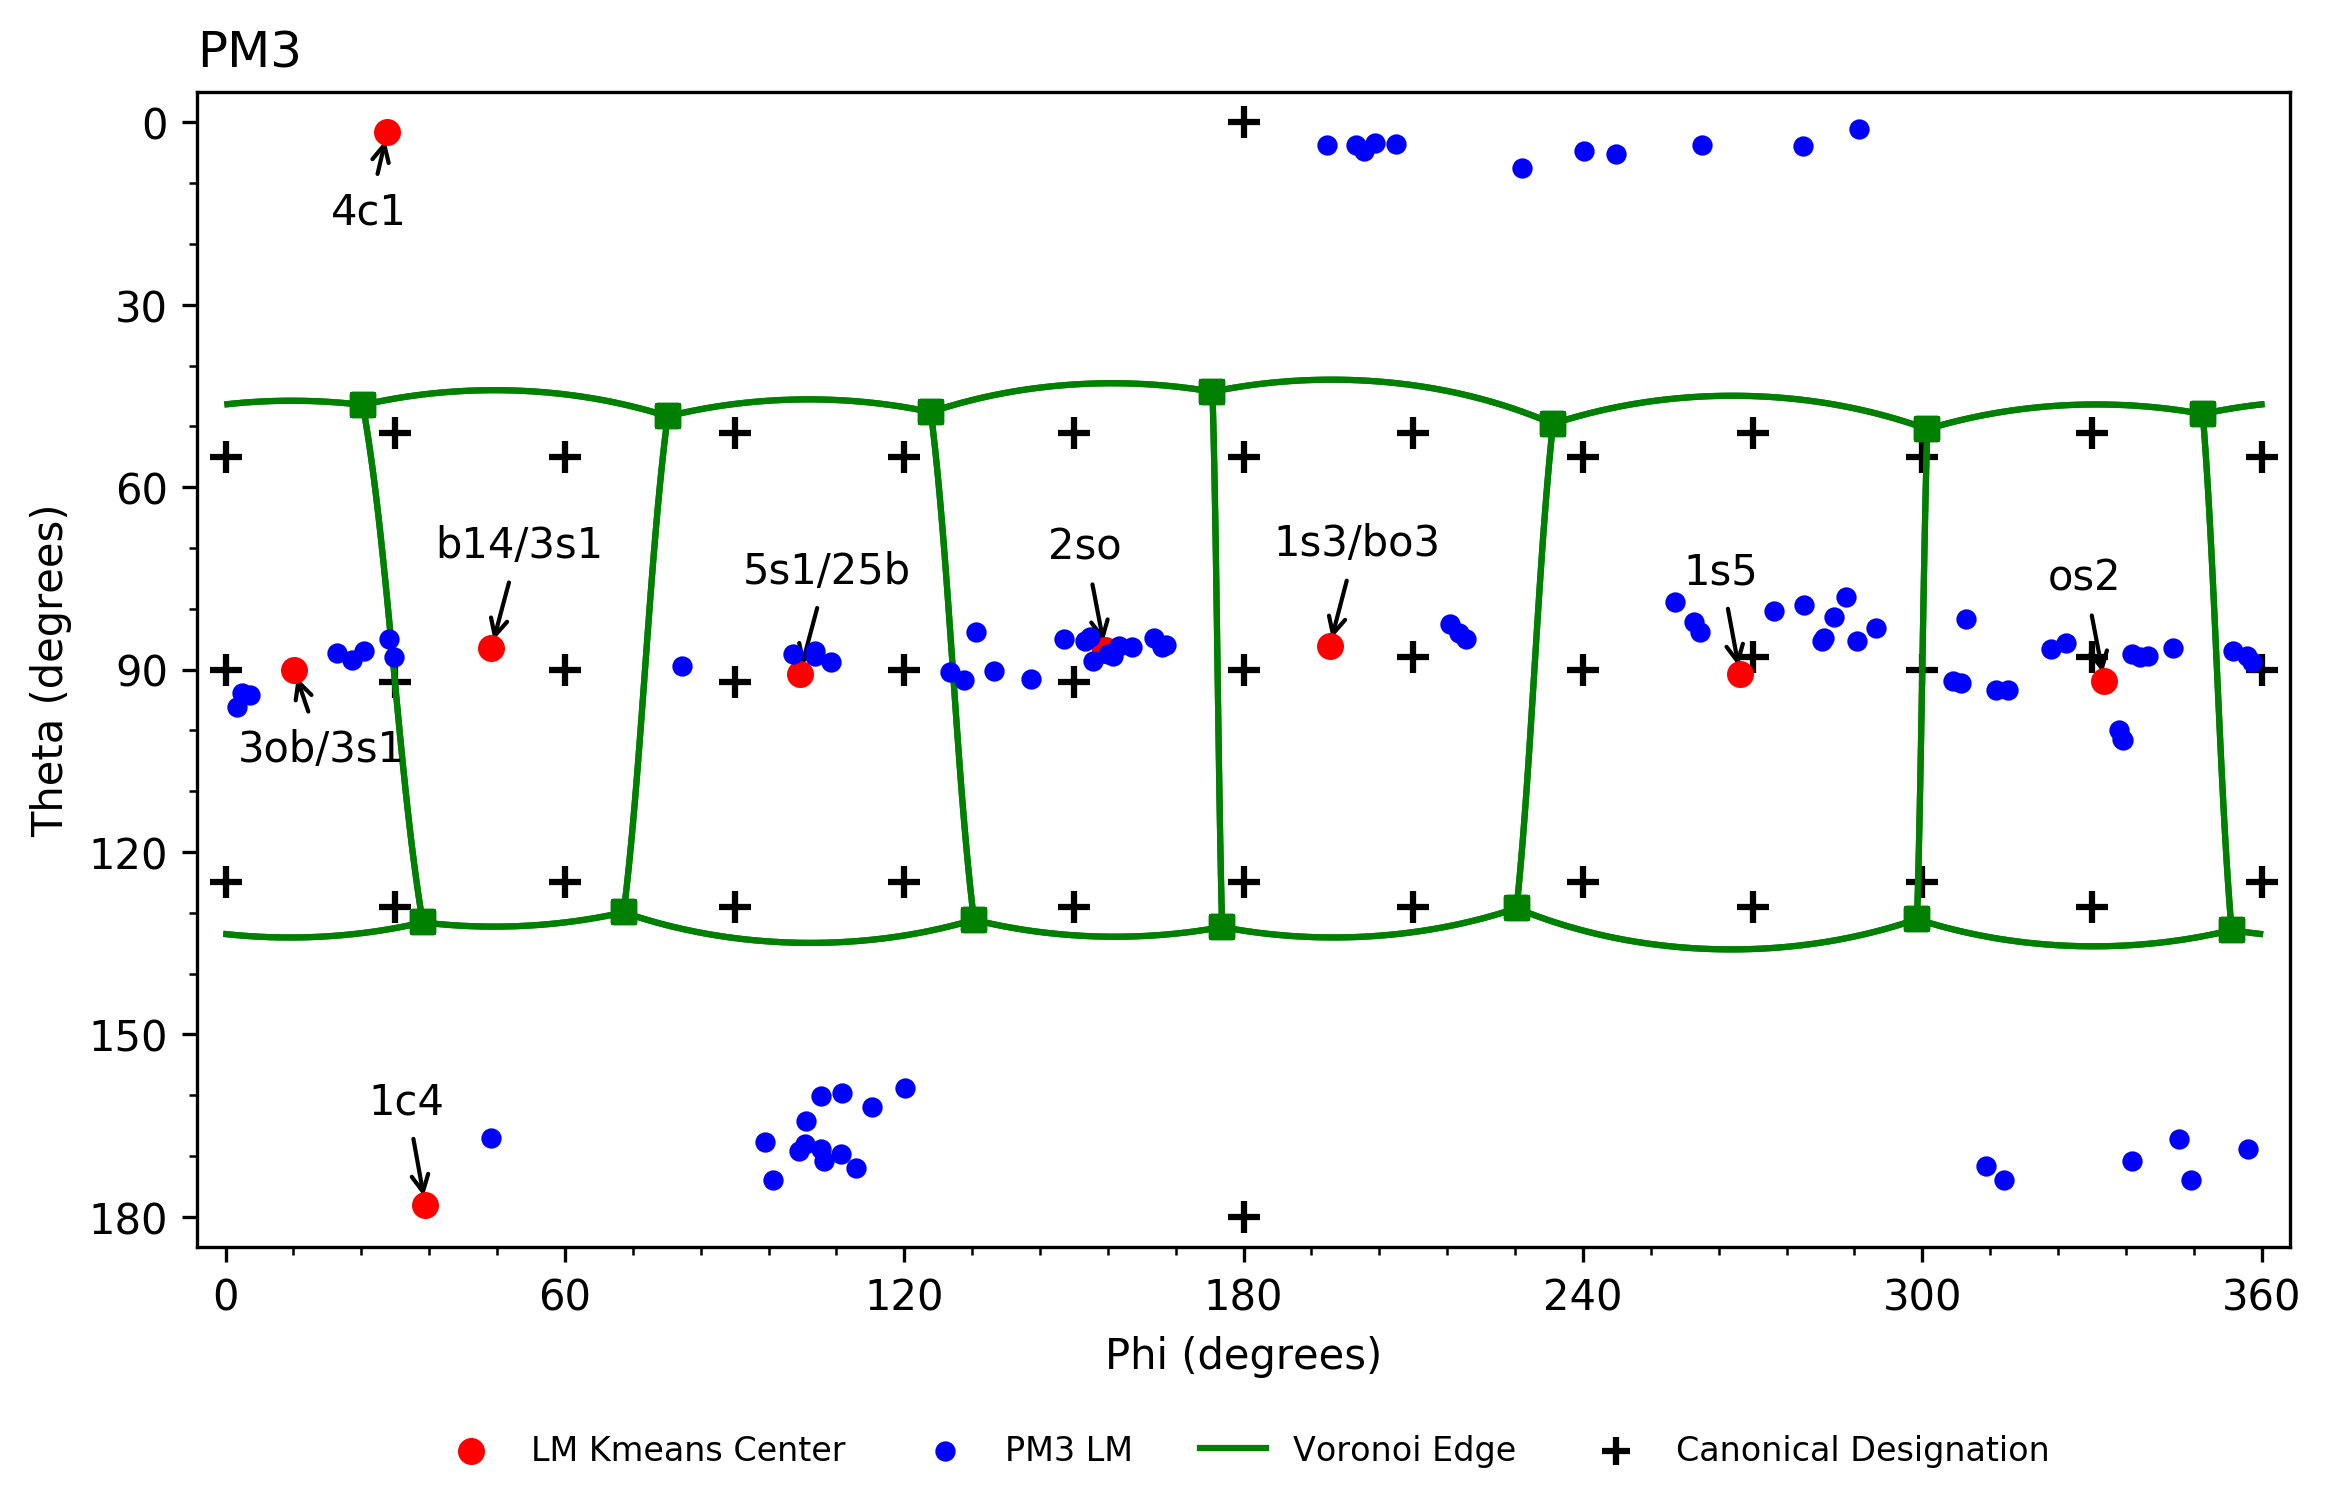 PM3
0
4c1
30
60
b14/3s1
5s1/25b
2so
1s3/bo3
1s5
os2
90
3ob/3s1
120
150
1c4
180
Theta (degrees)
0 60 120 180 240 300 360
Phi (degrees)
LM Kmeans Center PM3 LM Voronoi Edge Canonical Designation